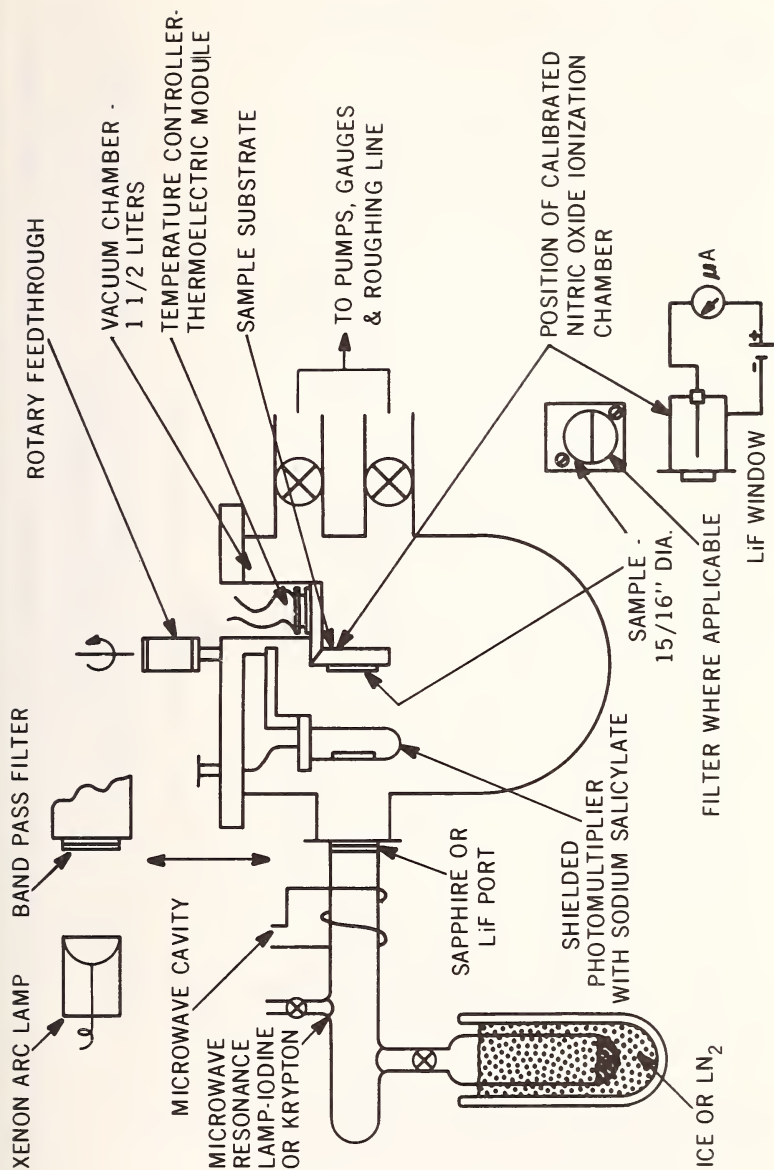 XENON ARC LAMP
BAND PASS FILTER
ROTARY FEEDTHROUGH
VACUUM CHAMBER -
1 1/2 LITERS
TEMPERATURE CONTROLLER-
THERMOELECTRIC MODULE
SAMPLE SUBSTRATE
TO PUMPS, GAUGES
& ROUGHING LINE
MICROWAVE CAVITY
MICROWAVE
RESONANCE
LAMP-IODINE
OR KRYPTON
SAPPHIRE OR
LiF PORT
SHIELDED
PHOTOMULTIPLIER
WITH SODIUM SALICYLATE
ICE OR LN2
POSITION OF CALIBRATED
NITRIC OXIDE IONIZATION
CHAMBER
SAMPLE -
15/16" DIA.
FILTER WHERE APPLICABLE
LiF WINDOW
μA
- +